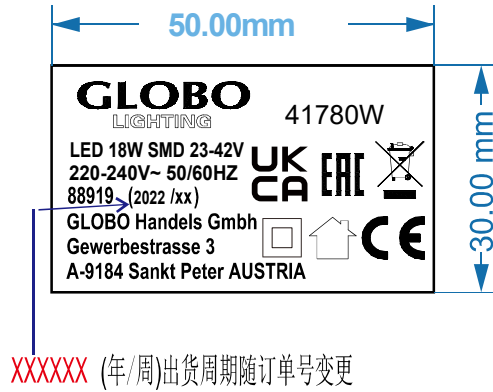 50.00mm
GLOBO
LIGHTING
41780W
LED 18W SMD 23-42V
220-240V~ 50/60HZ
88919 (2022 /xx)
GLOBO Handels Gmbh
Gewerbestrasse 3
A-9184 Sankt Peter AUSTRIA
UK
CA
EAC
CE
30.00 mm
XXXXXX (年/周)出货周期随订单号变更